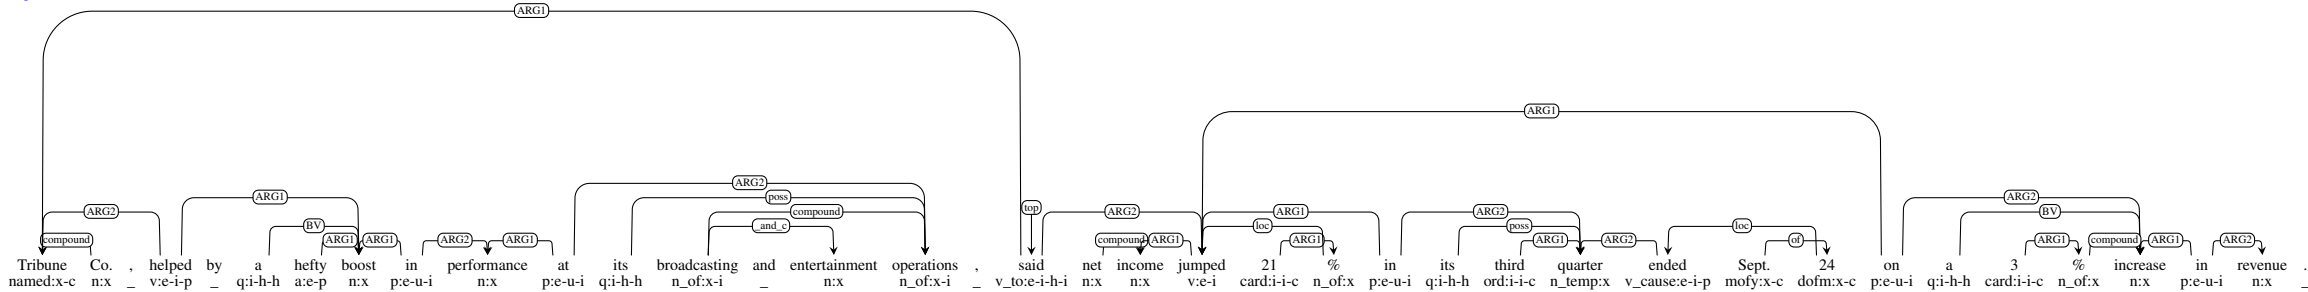 ARG1
ARG1
ARG2
ARG1 poss ARG2
ARG2 compound top ARG2 ARG1 ARG2 BV
BV _and_c loc poss loc
compound ARG1 ARG1 ARG2 ARG1 compound ARG1 ARG1 ARG1 ARG2 of ARG1 compound ARG1 ARG2
Tribune Co. , helped by a hefty boost in performance at its broadcasting and entertainment operations , said net income jumped 21 % in its third quarter ended Sept. 24 on a 3 % increase in revenue .
named:x-c n:x _ v:e-i-p _ q:i-h-h a:e-p n:x p:e-u-i n:x p:e-u-i q:i-h-h n_of:x-i _ n:x n_of:x-i _ v_to:e-i-h-i n:x n:x v:e-i card:i-i-c n_of:x p:e-u-i q:i-h-h ord:i-i-c n_temp:x v_cause:e-i-p mofy:x-c dofm:x-c p:e-u-i q:i-h-h card:i-i-c n_of:x n:x p:e-u-i n:x _